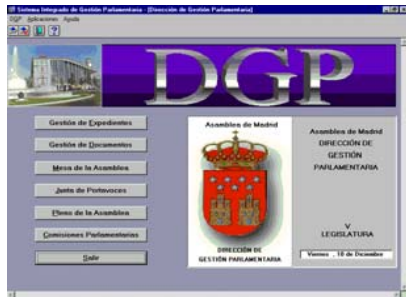 Sistema Integrado de Gestión Parlamentaria - [Dirección de Gestión Parlamentaria]
DGP Aplicaciones Ayuda
DGP
Gestión de Expedientes
Gestión de Documentos
Mesa de la Asamblea
Junta de Portavoces
Pleno de la Asamblea
Comisiones Parlamentarias
Salir
Asamblea de Madrid
DIRECCIÓN DE
GESTIÓN PARLAMENTARIA
Asamblea de Madrid
DIRECCIÓN DE
GESTIÓN
PARLAMENTARIA
V
LEGISLATURA
Viernes , 10 de Diciembre